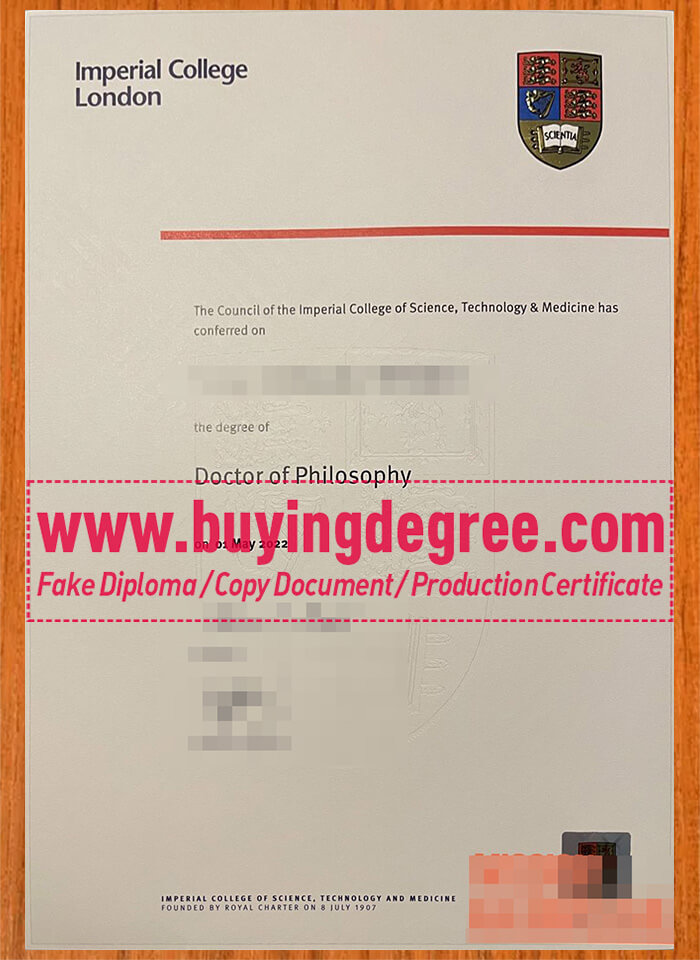 Imperial College
London
SCIENTIA
The Council of the Imperial College of Science, Technology & Medicine has
conferred on
the degree of
Doctor of Philosophy
www.buyingdegree.com
on 01 May 2022
Fake Diploma / Copy Document / Production Certificate
IMPERIAL COLLEGE OF SCIENCE, TECHNOLOGY AND MEDICINE
FOUNDED BY ROYAL CHARTER ON 8 JULY 1907